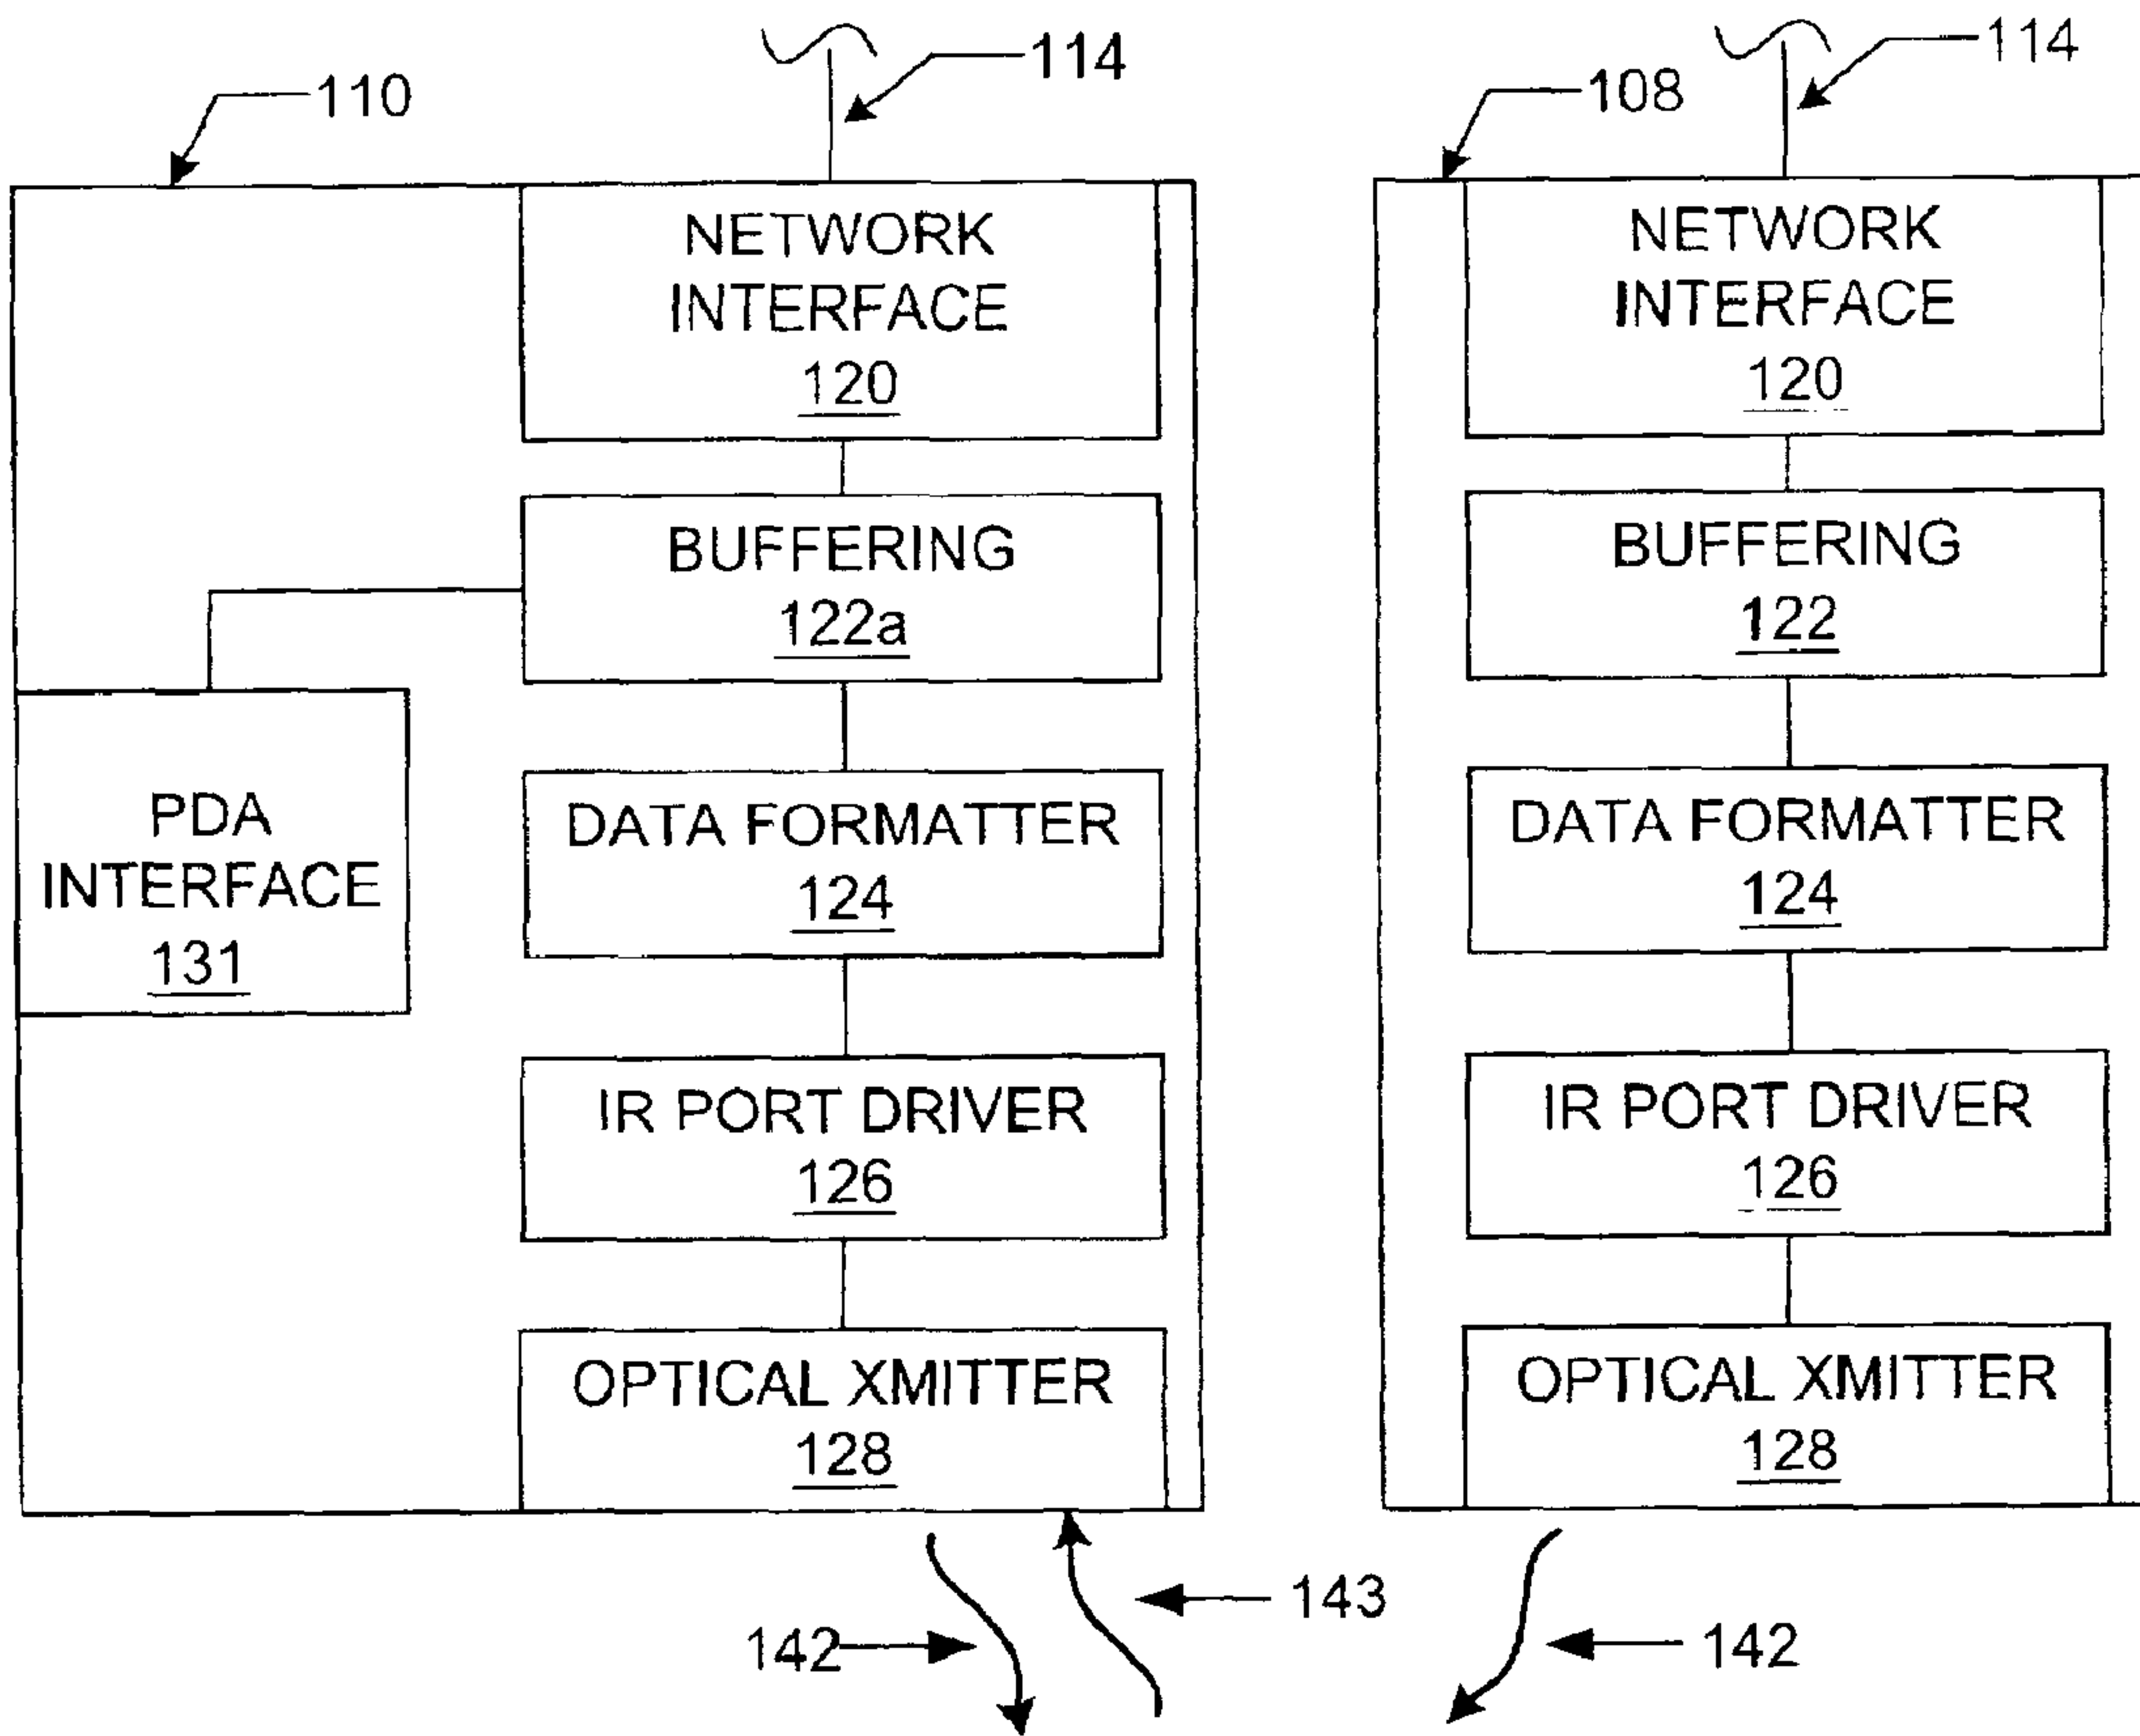 110
114
NETWORK
INTERFACE
120
BUFFERING
122a
PDA
INTERFACE
131
DATA FORMATTER
124
IR PORT DRIVER
126
OPTICAL XMITTER
128
142
143
108
114
NETWORK
INTERFACE
120
BUFFERING
122
DATA FORMATTER
124
IR PORT DRIVER
126
OPTICAL XMITTER
128
142